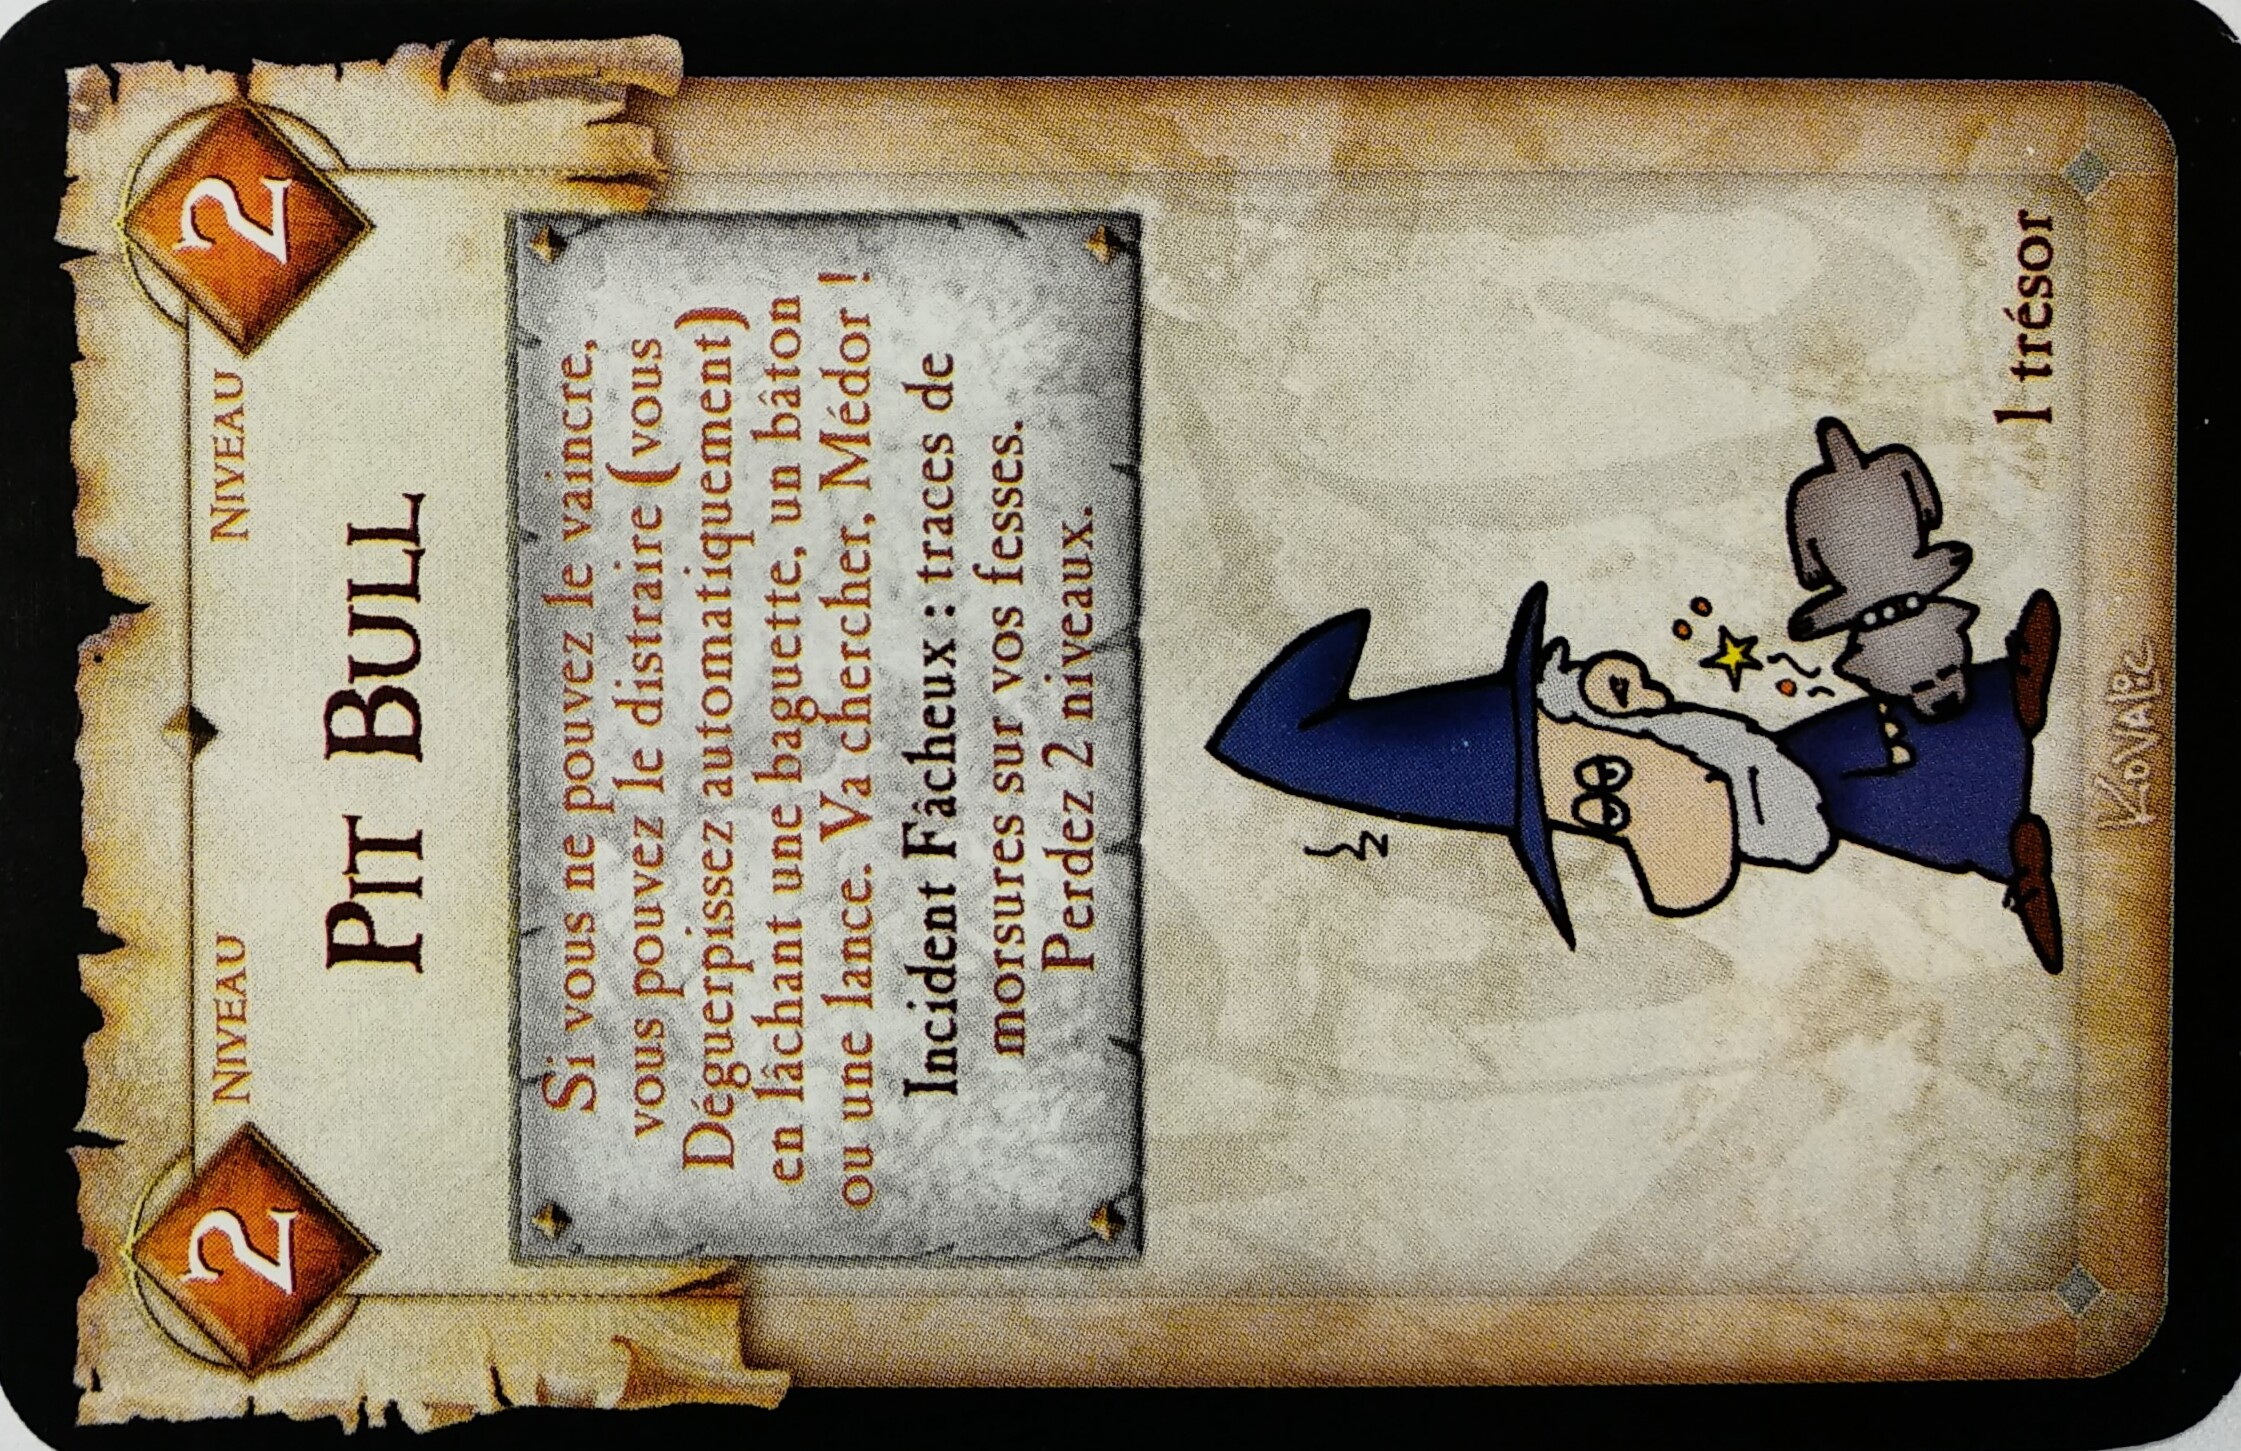 2 NIVEAU NIVEAU 2
PIT BULL
Si vous ne pouvez le vaincre,
vous pouvez le distraire (vous
Déguerpissez automatiquement)
en lâchant une baguette, un bâton
ou une lance. Va chercher, Médor !
Incident Fâcheux : traces de
morsures sur vos fesses.
Perdez 2 niveaux.
1 trésor
KOVALIC